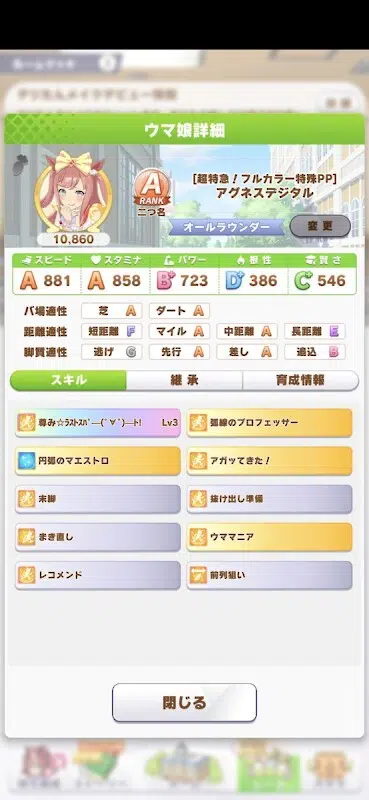 ウマ娘詳細
A
RANK
二つ名
[超特急！フルカラー特殊PP]
アグネスデジタル
オールラウンダー
変更
10,860
スピード スタミナ パワー 根性 賢さ
A 881 A 858 B+ 723 D+ 386 C+ 546
バ場適性 芝 A ダート A
距離適性 短距離 F マイル A 中距離 A 長距離 E
脚質適性 逃げ G 先行 A 差し A 追込 B
スキル 継承 育成情報
尊み☆ﾗｽﾄｽﾊﾟ—(ﾟ∀ﾟ)—ﾄ! Lv3 弧線のプロフェッサー
円弧のマエストロ アガッてきた！
末脚 抜け出し準備
まき直し ウママニア
レコメンド 前列狙い
閉じる